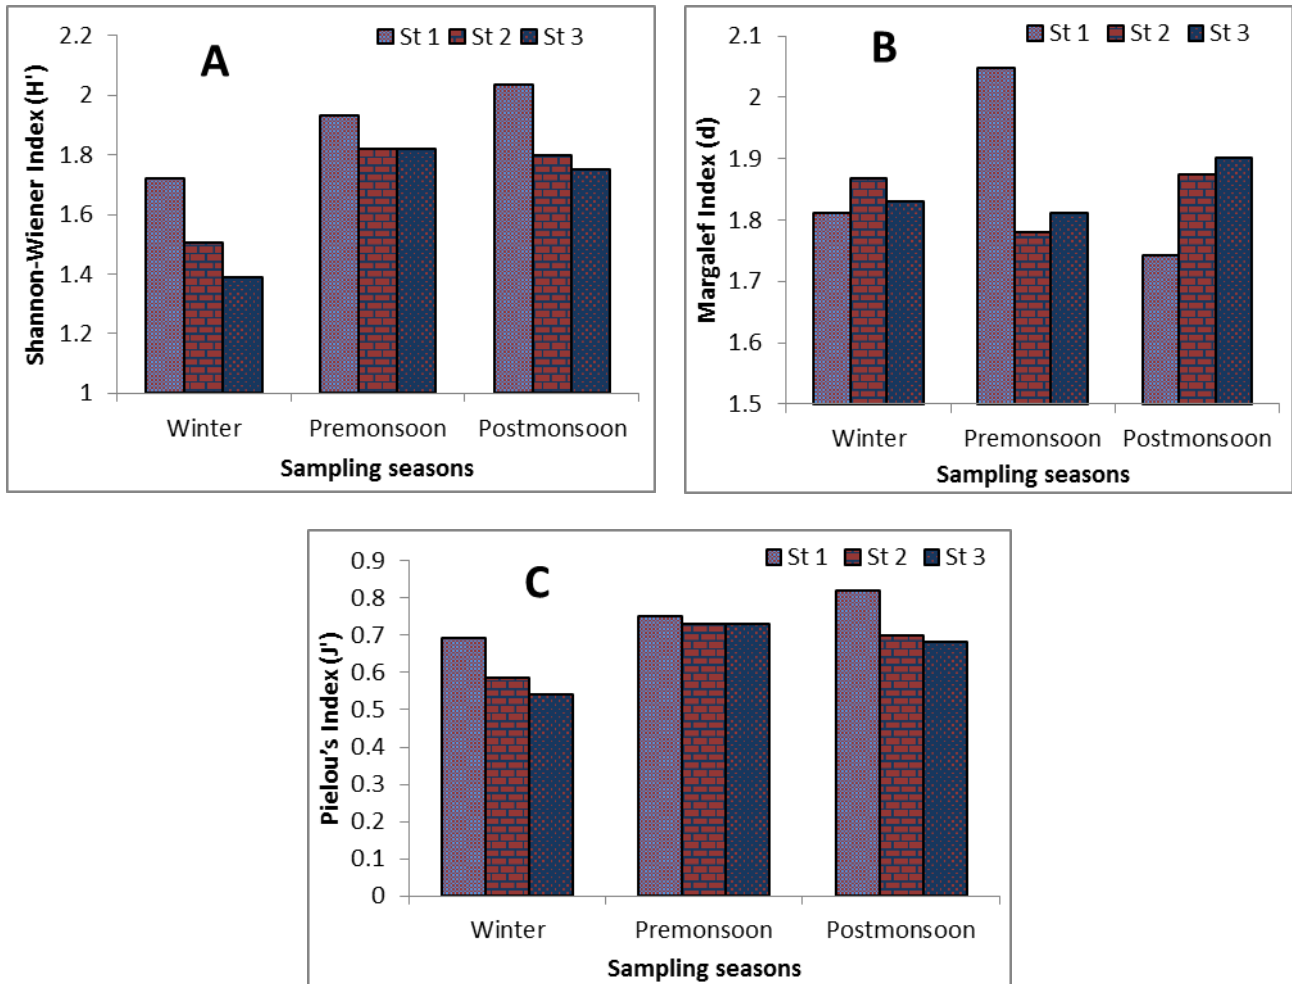 A
St 1 St 2 St 3
Shannon-Wiener Index (H')
2.2
2
1.8
1.6
1.4
1.2
1
Winter Premonsoon Postmonsoon
Sampling seasons
B
St 1 St 2 St 3
Margalef Index (d)
2.1
2
1.9
1.8
1.7
1.6
1.5
Winter Premonsoon Postmonsoon
Sampling seasons
C
St 1 St 2 St 3
Pielou's Index (J')
0.9
0.8
0.7
0.6
0.5
0.4
0.3
0.2
0.1
0
Winter Premonsoon Postmonsoon
Sampling seasons